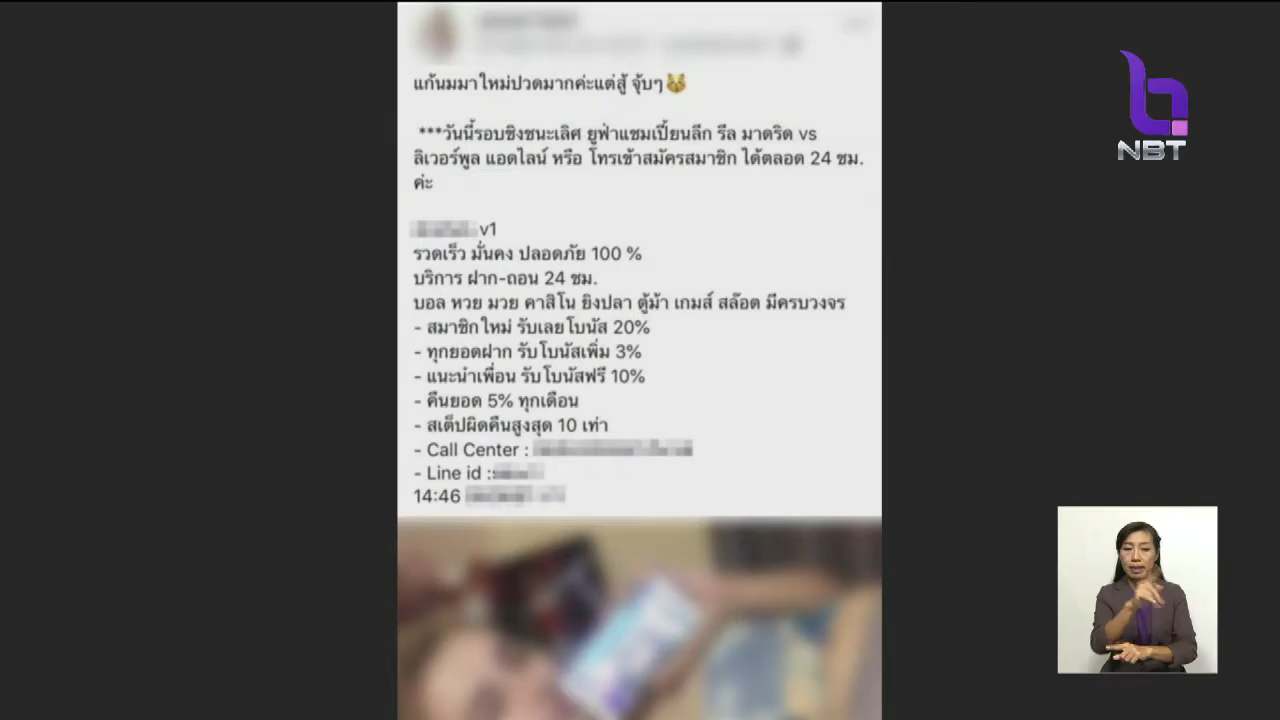 แก้นมมาใหม่ปวดมากค่ะแต่สู้ จุ้บๆ😽
***วันนี้รอบชิงชนะเลิศ ยูฟ่าแชมเปี้ยนลีก รีล มาดริด vs
ลิเวอร์พูล แอดไลน์ หรือ โทรเข้าสมัครสมาชิก ได้ตลอด 24 ชม.
ค่ะ
v1
รวดเร็ว มั่นคง ปลอดภัย 100 %
บริการ ฝาก-ถอน 24 ชม.
บอล หวย มวย คาสิโน ยิงปลา ตู้ม้า เกมส์ สล๊อต มีครบวงจร
- สมาชิกใหม่ รับเลยโบนัส 20%
- ทุกยอดฝาก รับโบนัสเพิ่ม 3%
- แนะนำเพื่อน รับโบนัสฟรี 10%
- คืนยอด 5% ทุกเดือน
- สเต็ปผิดคืนสูงสุด 10 เท่า
- Call Center :
- Line id :
14:46
NBT